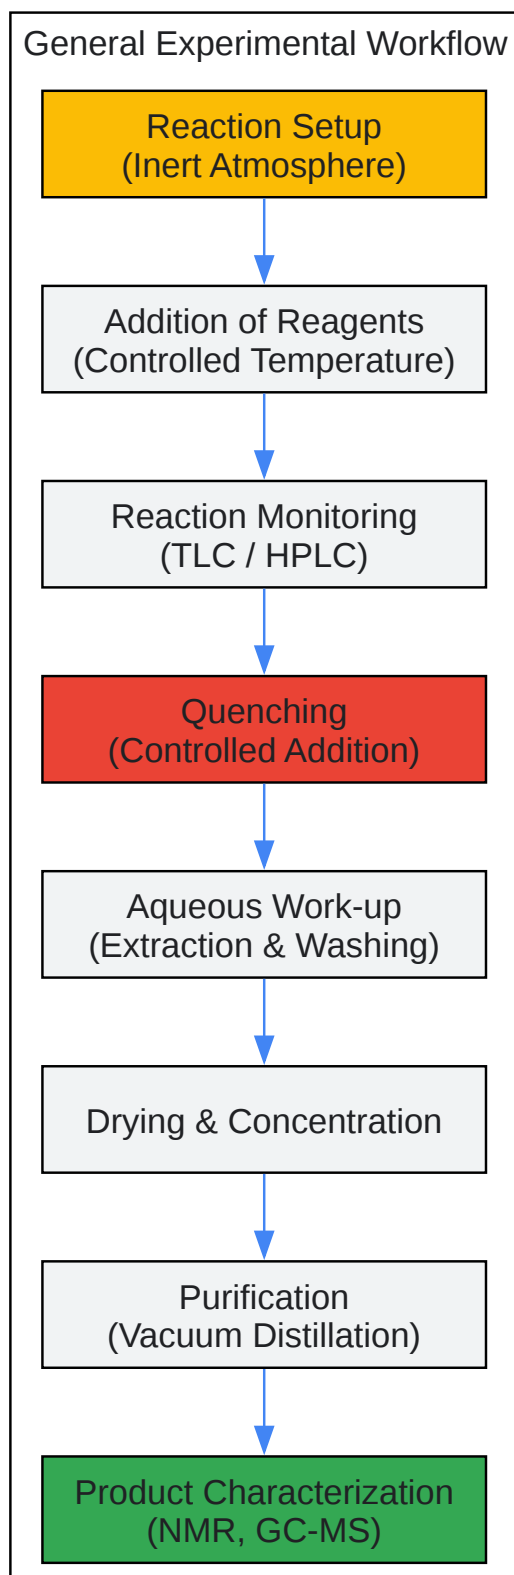 General Experimental Workflow
Reaction Setup
(Inert Atmosphere)
Addition of Reagents
(Controlled Temperature)
Reaction Monitoring
(TLC / HPLC)
Quenching
(Controlled Addition)
Aqueous Work-up
(Extraction & Washing)
Drying & Concentration
Purification
(Vacuum Distillation)
Product Characterization
(NMR, GC-MS)